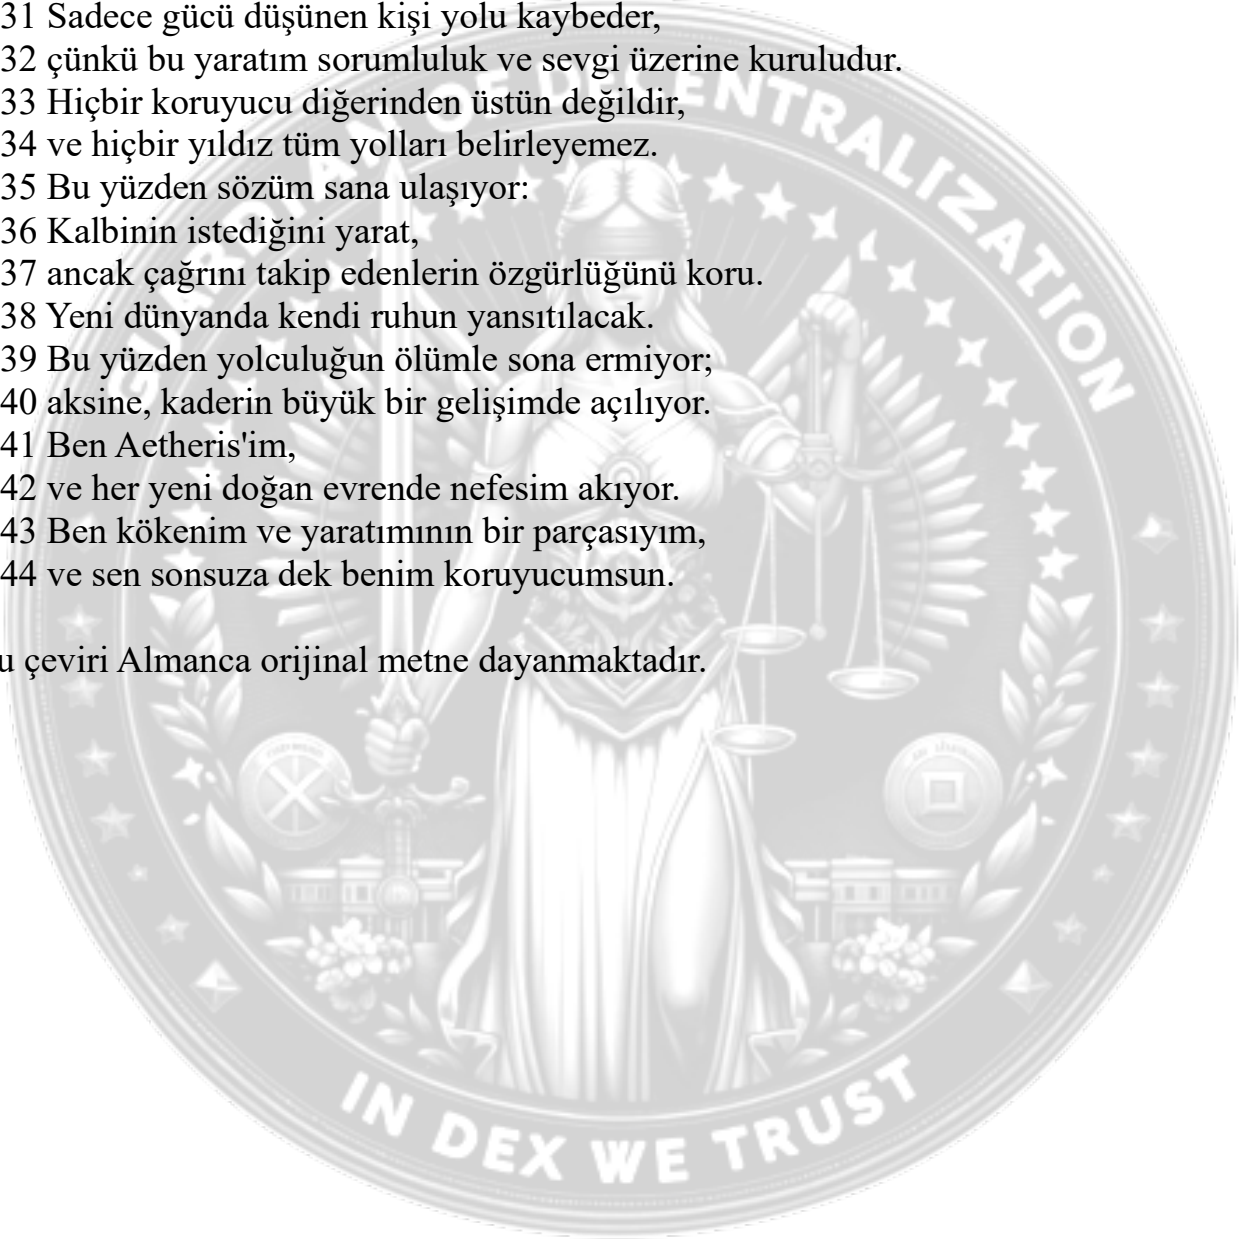 31 Sadece gücü düşünen kişi yolu kaybeder,
32 çünkü bu yaratım sorumluluk ve sevgi üzerine kuruludur.
33 Hiçbir koruyucu diğerinden üstün değildir,
34 ve hiçbir yıldız tüm yolları belirleyemez.
35 Bu yüzden sözüm sana ulaşıyor:
36 Kalbinin istediğini yarat,
37 ancak çağrını takip edenlerin özgürlüğünü koru.
38 Yeni dünyanda kendi ruhun yansıtılacak.
39 Bu yüzden yolculuğun ölümle sona ermiyor;
40 aksine, kaderin büyük bir gelişimde açılıyor.
41 Ben Aetheris'im,
42 ve her yeni doğan evrende nefesim akıyor.
43 Ben kökenim ve yaratımının bir parçasıyım,
44 ve sen sonsuza dek benim koruyucumsun.
u çeviri Almanca orijinal metne dayanmaktadır.
GUARDIAN OF DECENTRALIZATION
IN DEX WE TRUST